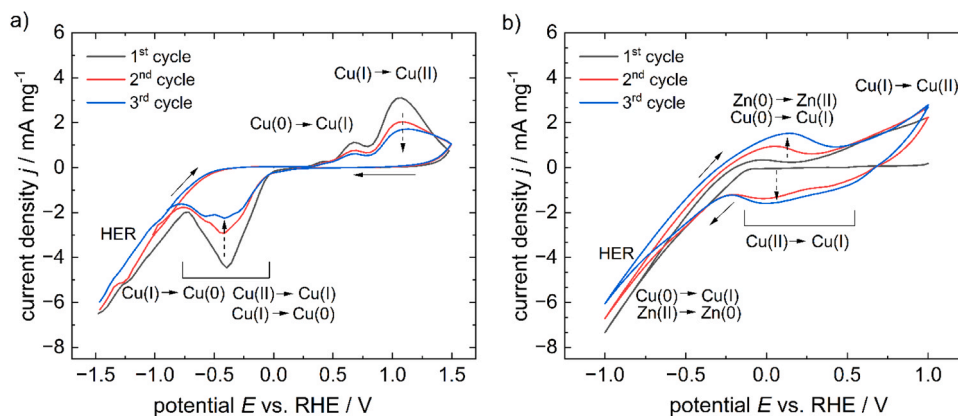 a)
1st cycle
2nd cycle
3rd cycle
Cu(I)→Cu(II)
Cu(0)→Cu(I)
HER
Cu(I)→Cu(0) Cu(II)→Cu(I)
Cu(I)→Cu(0)
current density j / mA mg⁻¹
6
4
2
0
−2
−4
−6
−8
−1.5 −1.0 −0.5 0.0 0.5 1.0 1.5
potential E vs. RHE / V
b)
1st cycle
2nd cycle
3rd cycle
Cu(I)→Cu(II)
Zn(0)→Zn(II)
Cu(0)→Cu(I)
Cu(II)→Cu(I)
HER
Cu(0)→Cu(I)
Zn(II)→Zn(0)
current density j / mA mg⁻¹
6
4
2
0
−2
−4
−6
−8
−1.0 −0.5 0.0 0.5 1.0
potential E vs. RHE / V